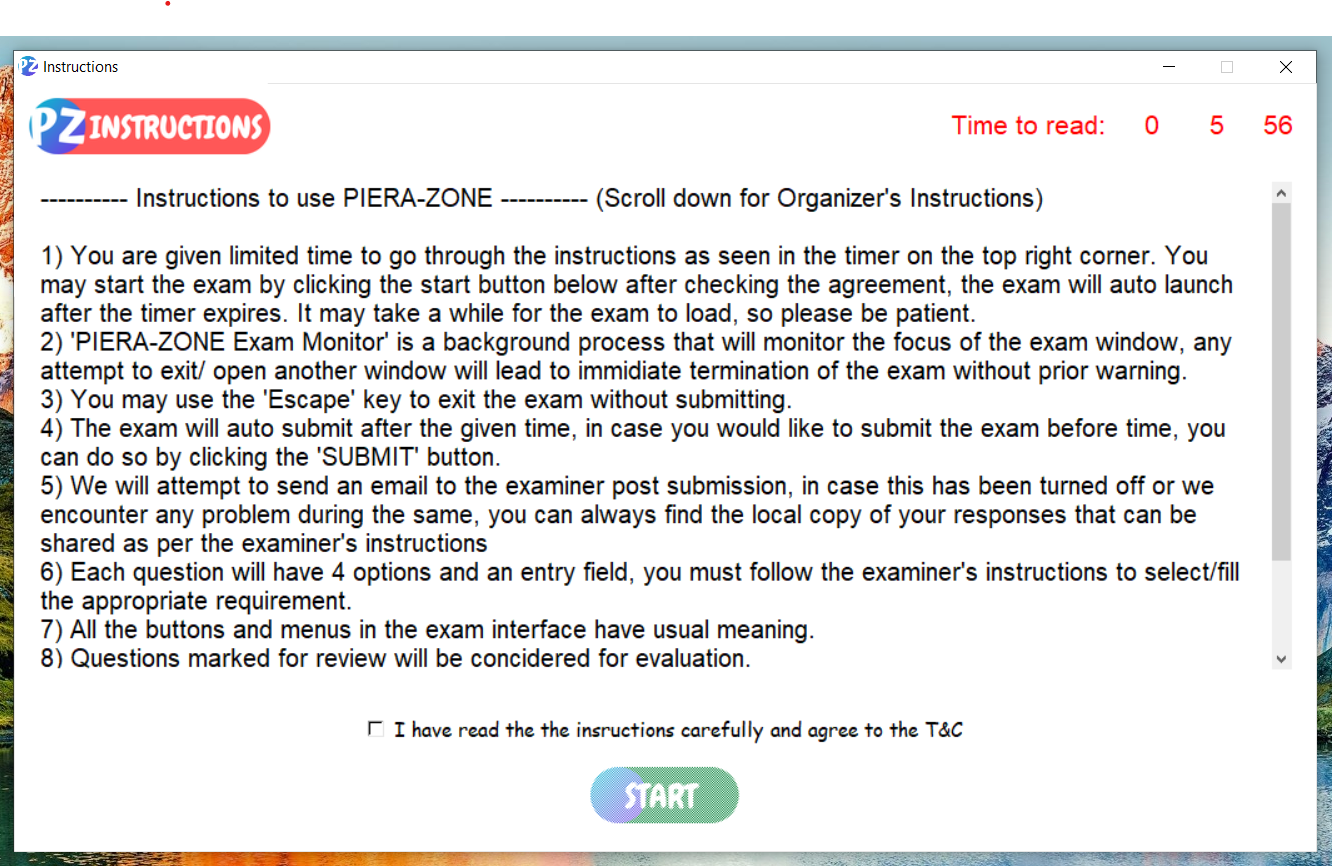 PZ Instructions
PZ INSTRUCTIONS
Time to read: 0 5 56
---------- Instructions to use PIERA-ZONE ---------- (Scroll down for Organizer's Instructions)
1) You are given limited time to go through the instructions as seen in the timer on the top right corner. You
may start the exam by clicking the start button below after checking the agreement, the exam will auto launch
after the timer expires. It may take a while for the exam to load, so please be patient.
2) 'PIERA-ZONE Exam Monitor' is a background process that will monitor the focus of the exam window, any
attempt to exit/ open another window will lead to immidiate termination of the exam without prior warning.
3) You may use the 'Escape' key to exit the exam without submitting.
4) The exam will auto submit after the given time, in case you would like to submit the exam before time, you
can do so by clicking the 'SUBMIT' button.
5) We will attempt to send an email to the examiner post submission, in case this has been turned off or we
encounter any problem during the same, you can always find the local copy of your responses that can be
shared as per the examiner's instructions
6) Each question will have 4 options and an entry field, you must follow the examiner's instructions to select/fill
the appropriate requirement.
7) All the buttons and menus in the exam interface have usual meaning.
8) Questions marked for review will be concidered for evaluation.
I have read the the insructions carefully and agree to the T&C
START